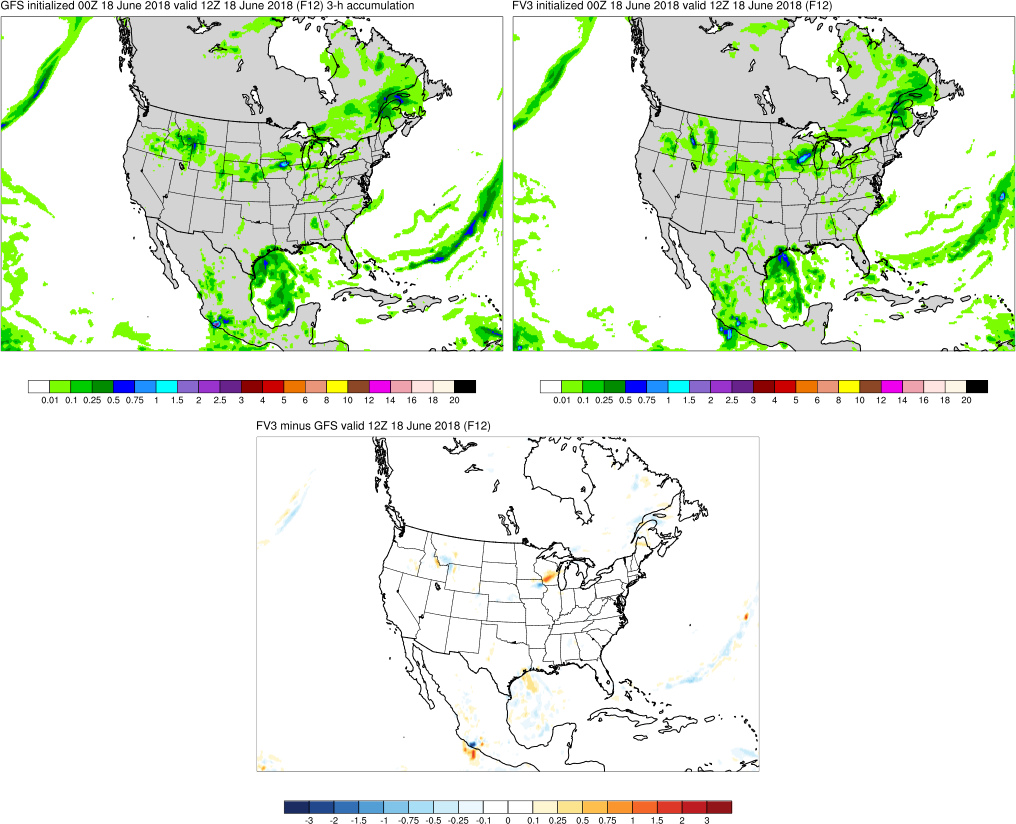 GFS initialized 00Z 18 June 2018 valid 12Z 18 June 2018 (F12) 3-h accumulation
FV3 initialized 00Z 18 June 2018 valid 12Z 18 June 2018 (F12)
0.01 0.1 0.25 0.5 0.75 1 1.5 2 2.5 3 4 5 6 8 10 12 14 16 18 20
0.01 0.1 0.25 0.5 0.75 1 1.5 2 2.5 3 4 5 6 8 10 12 14 16 18 20
FV3 minus GFS valid 12Z 18 June 2018 (F12)
-3 -2 -1.5 -1 -0.75 -0.5 -0.25 -0.1 0 0.1 0.25 0.5 0.75 1 1.5 2 3